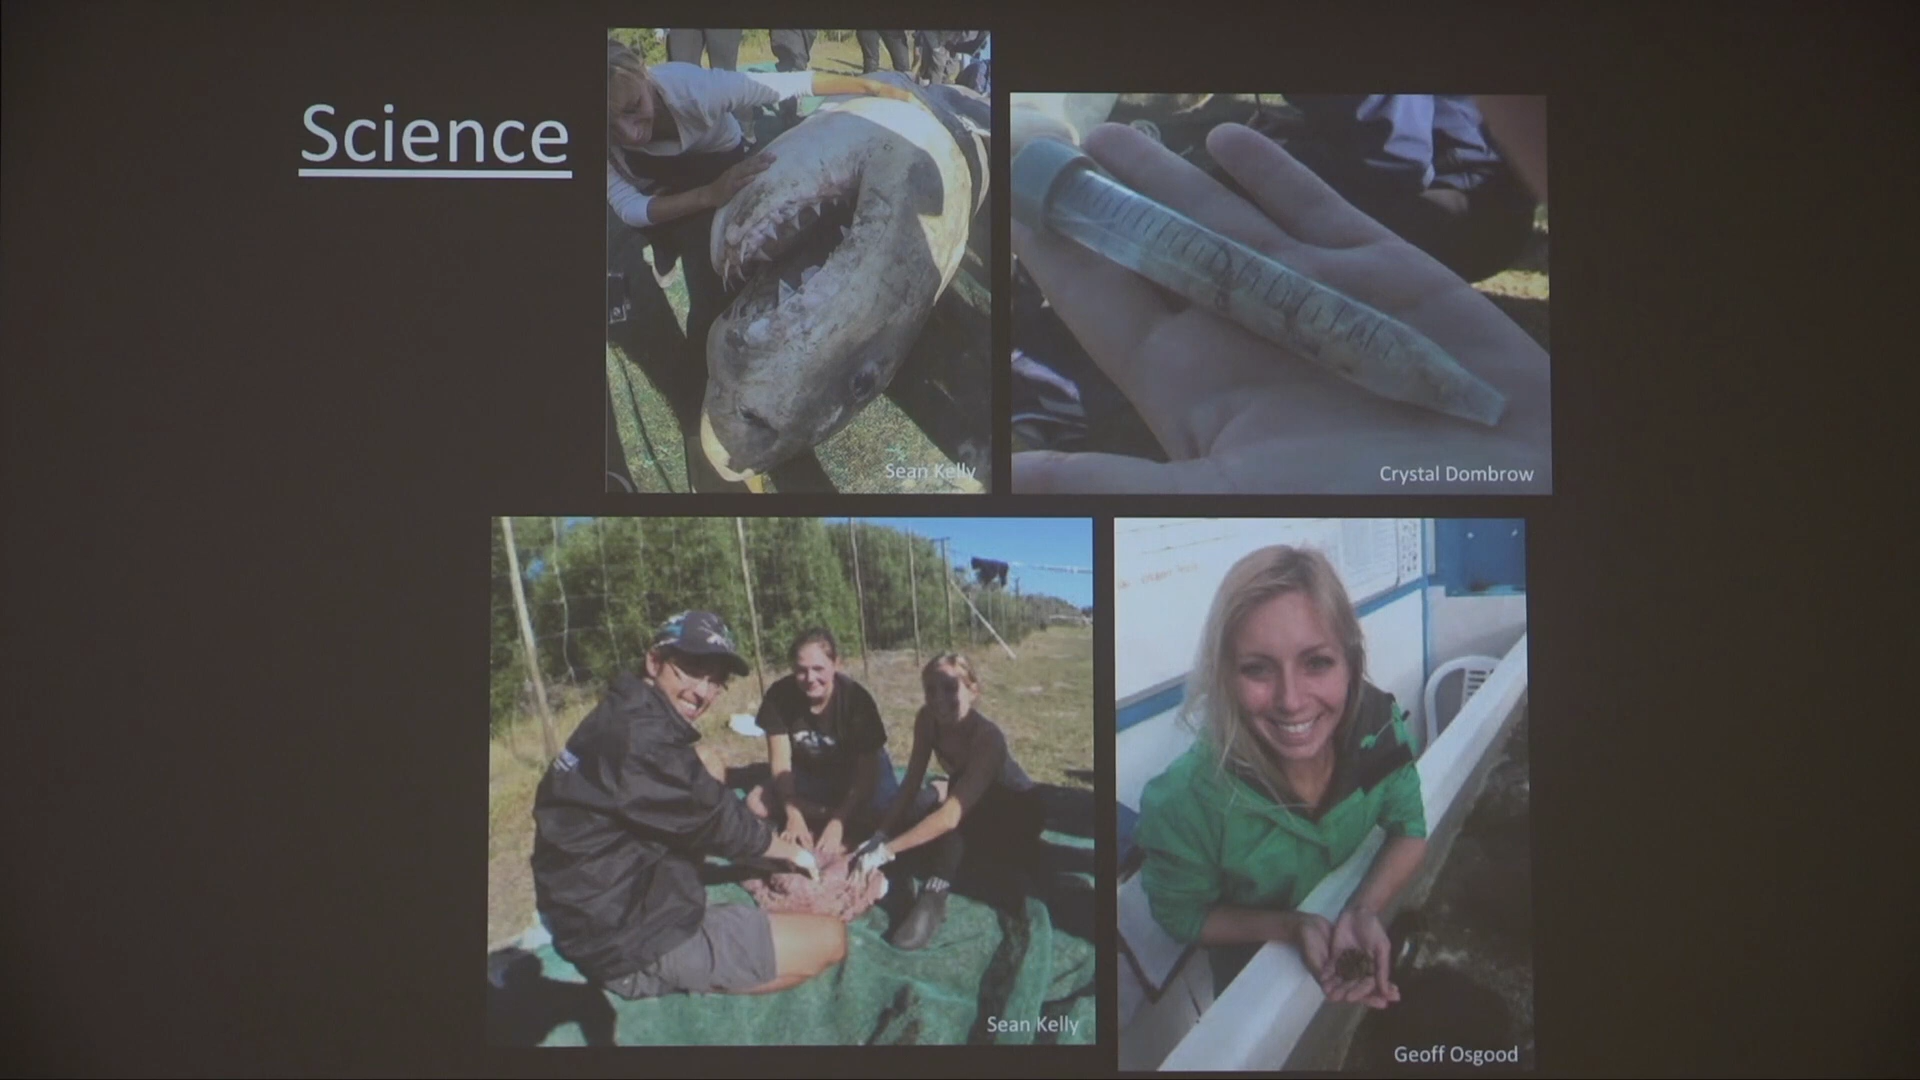 Science
Sean Kelly
Crystal Dombrow
Sean Kelly
Geoff Osgood